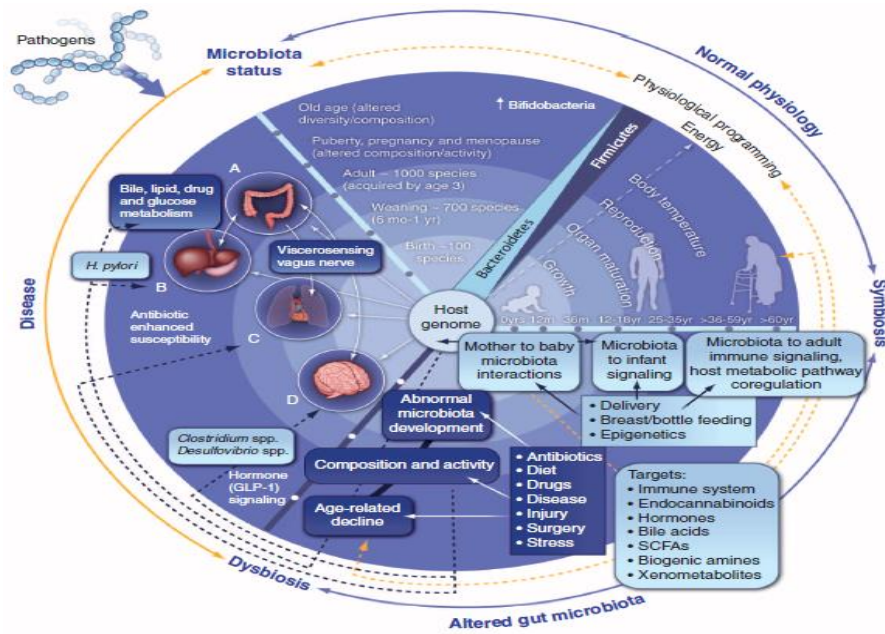 Pathogens
Microbiota
status
Normal physiology
Physiological programming
Energy
Symbiosis
Altered gut microbiota
Dysbiosis
Disease
Old age (altered
diversity/composition)
Puberty, pregnancy and menopause
(altered composition/activity)
Adult ~ 1000 species
(acquired by age 3)
Weaning ~ 700 species
(6 mo-1 yr)
Birth ~100
species
↑ Bifidobacteria
Bacteroidetes
Firmicutes
Body temperature
Reproduction
Organ maturation
Growth
A
Bile, lipid, drug
and glucose
metabolism
Viscerosensing
vagus nerve
H. pylori
B
Antibiotic
enhanced
susceptibility
C
D
Host
genome
0yrs 12m 36m 12-18yr 25-35yr >36-59yr >60yr
Mother to baby
microbiota
interactions
Microbiota
to infant
signaling
Microbiota to adult
immune signaling,
host metabolic pathway
coregulation
• Delivery
• Breast/bottle feeding
• Epigenetics
Abnormal
microbiota
development
Clostridium spp.
Desulfovibrio spp.
Hormone
(GLP-1)
signaling
Composition and activity
Age-related
decline
• Antibiotics
• Diet
• Drugs
• Disease
• Injury
• Surgery
• Stress
Targets:
• Immune system
• Endocannabinoids
• Hormones
• Bile acids
• SCFAs
• Biogenic amines
• Xenometabolites